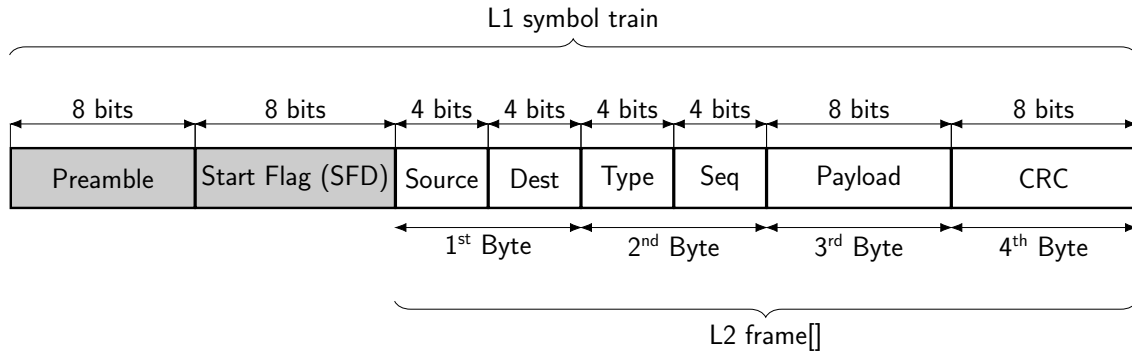 L1 symbol train
8 bits 8 bits 4 bits 4 bits 4 bits 4 bits 8 bits 8 bits
Preamble Start Flag (SFD) Source Dest Type Seq Payload CRC
1st Byte 2nd Byte 3rd Byte 4th Byte
L2 frame[]